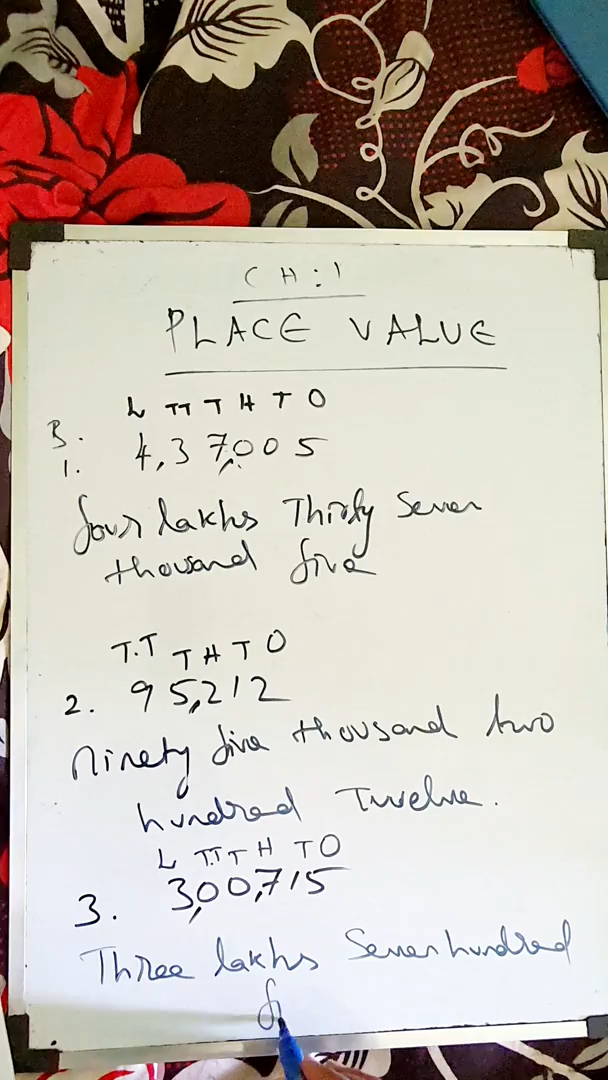 CH:1
PLACE VALUE
L TT T H T O
B.
1. 4,37,005
four lakhs Thirty Seven
thousand five
T.T T H T O
2. 95,212
Ninety five thousand two
hundred Twelve.
L T.T T H T O
3. 3,00,715
Three lakhs Seven hundred
fi